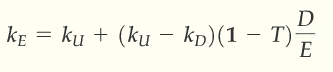 k_E = k_U + (k_U − k_D)(1 − T) D/E